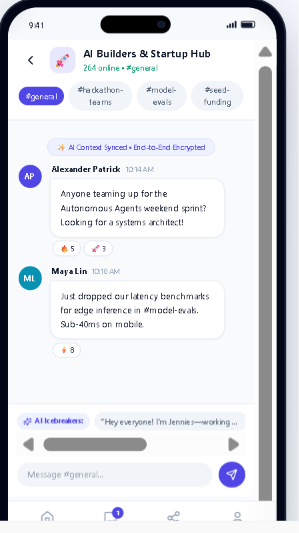 9:41
AI Builders & Startup Hub
264 online • #general
#general
#hackathon-
teams
#model-
evals
#seed-
funding
✨ AI Context Synced • End-to-End Encrypted
AP
Alexander Patrick 10:14 AM
Anyone teaming up for the
Autonomous Agents weekend sprint?
Looking for a systems architect!
🔥 5
🚀 3
ML
Maya Lin 10:18 AM
Just dropped our latency benchmarks
for edge inference in #model-evals.
Sub-40ms on mobile.
⚡ 8
AI Icebreakers:
"Hey everyone! I'm Jennies—working ...
Message #general...
1